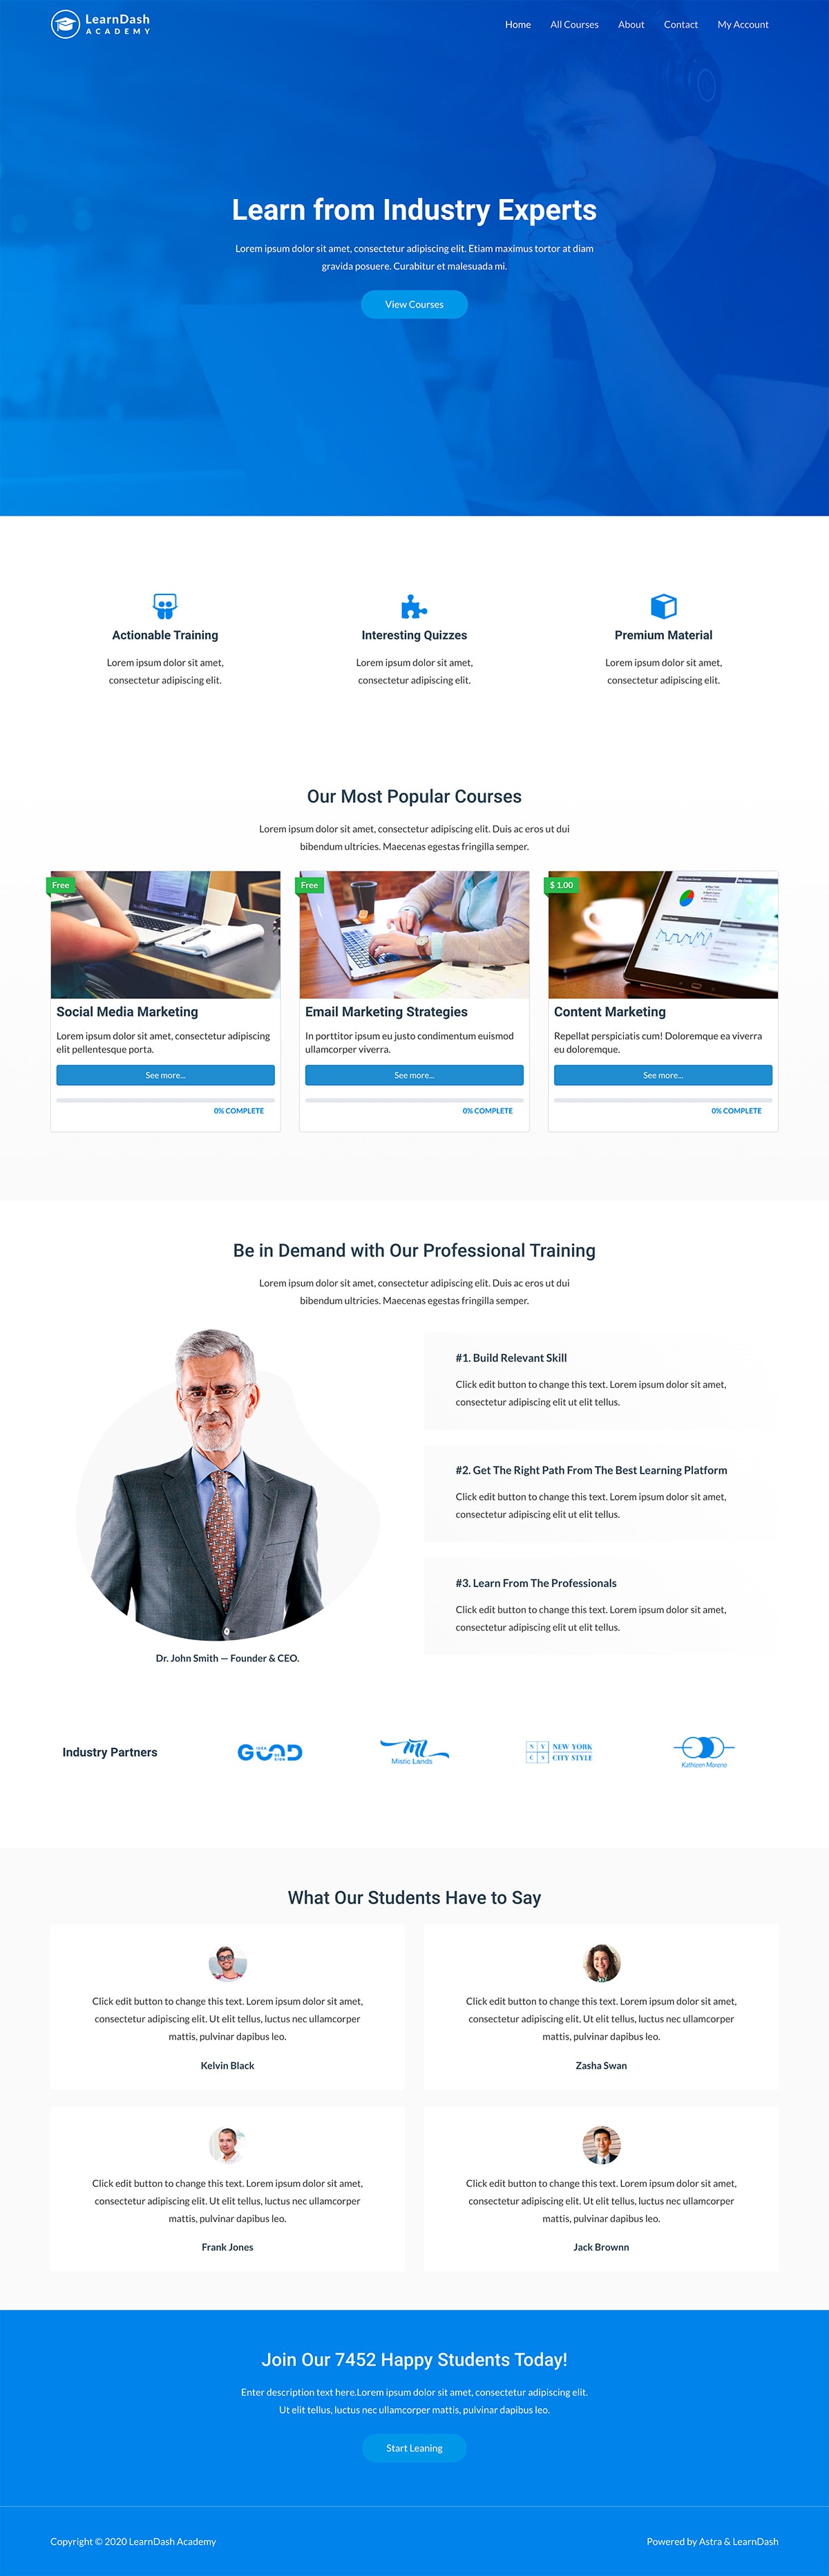 LearnDash
ACADEMY
Home All Courses About Contact My Account
Learn from Industry Experts
Lorem ipsum dolor sit amet, consectetur adipiscing elit. Etiam maximus tortor at diam
gravida posuere. Curabitur et malesuada mi.
View Courses
Actionable Training
Lorem ipsum dolor sit amet,
consectetur adipiscing elit.
Interesting Quizzes
Lorem ipsum dolor sit amet,
consectetur adipiscing elit.
Premium Material
Lorem ipsum dolor sit amet,
consectetur adipiscing elit.
Our Most Popular Courses
Lorem ipsum dolor sit amet, consectetur adipiscing elit. Duis ac eros ut dui
bibendum ultricies. Maecenas egestas fringilla semper.
Free
Social Media Marketing
Lorem ipsum dolor sit amet, consectetur adipiscing
elit pellentesque porta.
See more...
0% COMPLETE
Free
Email Marketing Strategies
In porttitor ipsum eu justo condimentum euismod
ullamcorper viverra.
See more...
0% COMPLETE
$ 1.00
Content Marketing
Repellat perspiciatis cum! Doloremque ea viverra
eu doloremque.
See more...
0% COMPLETE
Be in Demand with Our Professional Training
Lorem ipsum dolor sit amet, consectetur adipiscing elit. Duis ac eros ut dui
bibendum ultricies. Maecenas egestas fringilla semper.
Dr. John Smith — Founder & CEO.
#1. Build Relevant Skill
Click edit button to change this text. Lorem ipsum dolor sit amet,
consectetur adipiscing elit ut elit tellus.
#2. Get The Right Path From The Best Learning Platform
Click edit button to change this text. Lorem ipsum dolor sit amet,
consectetur adipiscing elit ut elit tellus.
#3. Learn From The Professionals
Click edit button to change this text. Lorem ipsum dolor sit amet,
consectetur adipiscing elit ut elit tellus.
Industry Partners
GOOD
IDEA
DESIGN
ML
Mistic Lands
N Y
C S
NEW YORK
CITY STYLE
Kathleen Moreno
What Our Students Have to Say
Click edit button to change this text. Lorem ipsum dolor sit amet,
consectetur adipiscing elit. Ut elit tellus, luctus nec ullamcorper
mattis, pulvinar dapibus leo.
Kelvin Black
Click edit button to change this text. Lorem ipsum dolor sit amet,
consectetur adipiscing elit. Ut elit tellus, luctus nec ullamcorper
mattis, pulvinar dapibus leo.
Zasha Swan
Click edit button to change this text. Lorem ipsum dolor sit amet,
consectetur adipiscing elit. Ut elit tellus, luctus nec ullamcorper
mattis, pulvinar dapibus leo.
Frank Jones
Click edit button to change this text. Lorem ipsum dolor sit amet,
consectetur adipiscing elit. Ut elit tellus, luctus nec ullamcorper
mattis, pulvinar dapibus leo.
Jack Brownn
Join Our 7452 Happy Students Today!
Enter description text here.Lorem ipsum dolor sit amet, consectetur adipiscing elit.
Ut elit tellus, luctus nec ullamcorper mattis, pulvinar dapibus leo.
Start Leaning
Copyright © 2020 LearnDash Academy
Powered by Astra & LearnDash